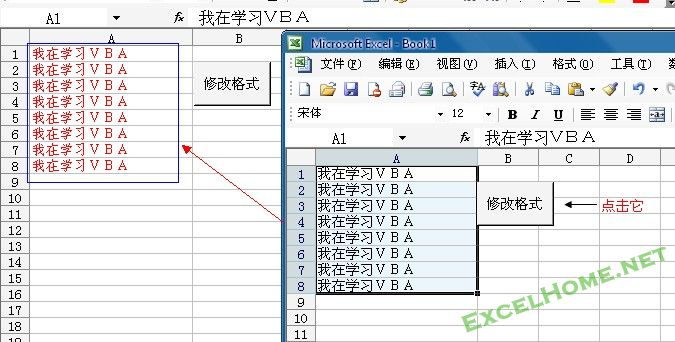 A1 fx 我在学习ＶＢＡ
A B
1 我在学习ＶＢＡ
2 我在学习ＶＢＡ
3 我在学习ＶＢＡ
4 我在学习ＶＢＡ
5 我在学习ＶＢＡ
6 我在学习ＶＢＡ
7 我在学习ＶＢＡ
8 我在学习ＶＢＡ
9
10
11
12
13
14
15
16
17
18
修改格式
Microsoft Excel - Book1
文件(F) 编辑(E) 视图(V) 插入(I) 格式(O) 工具(T)
宋体 12 B I U
A1 fx 我在学习ＶＢＡ
A B C D
1 我在学习ＶＢＡ
2 我在学习ＶＢＡ
3 我在学习ＶＢＡ
4 我在学习ＶＢＡ
5 我在学习ＶＢＡ
6 我在学习ＶＢＡ
7 我在学习ＶＢＡ
8 我在学习ＶＢＡ
9
10
11
修改格式
点击它
EXCELHOME.NET